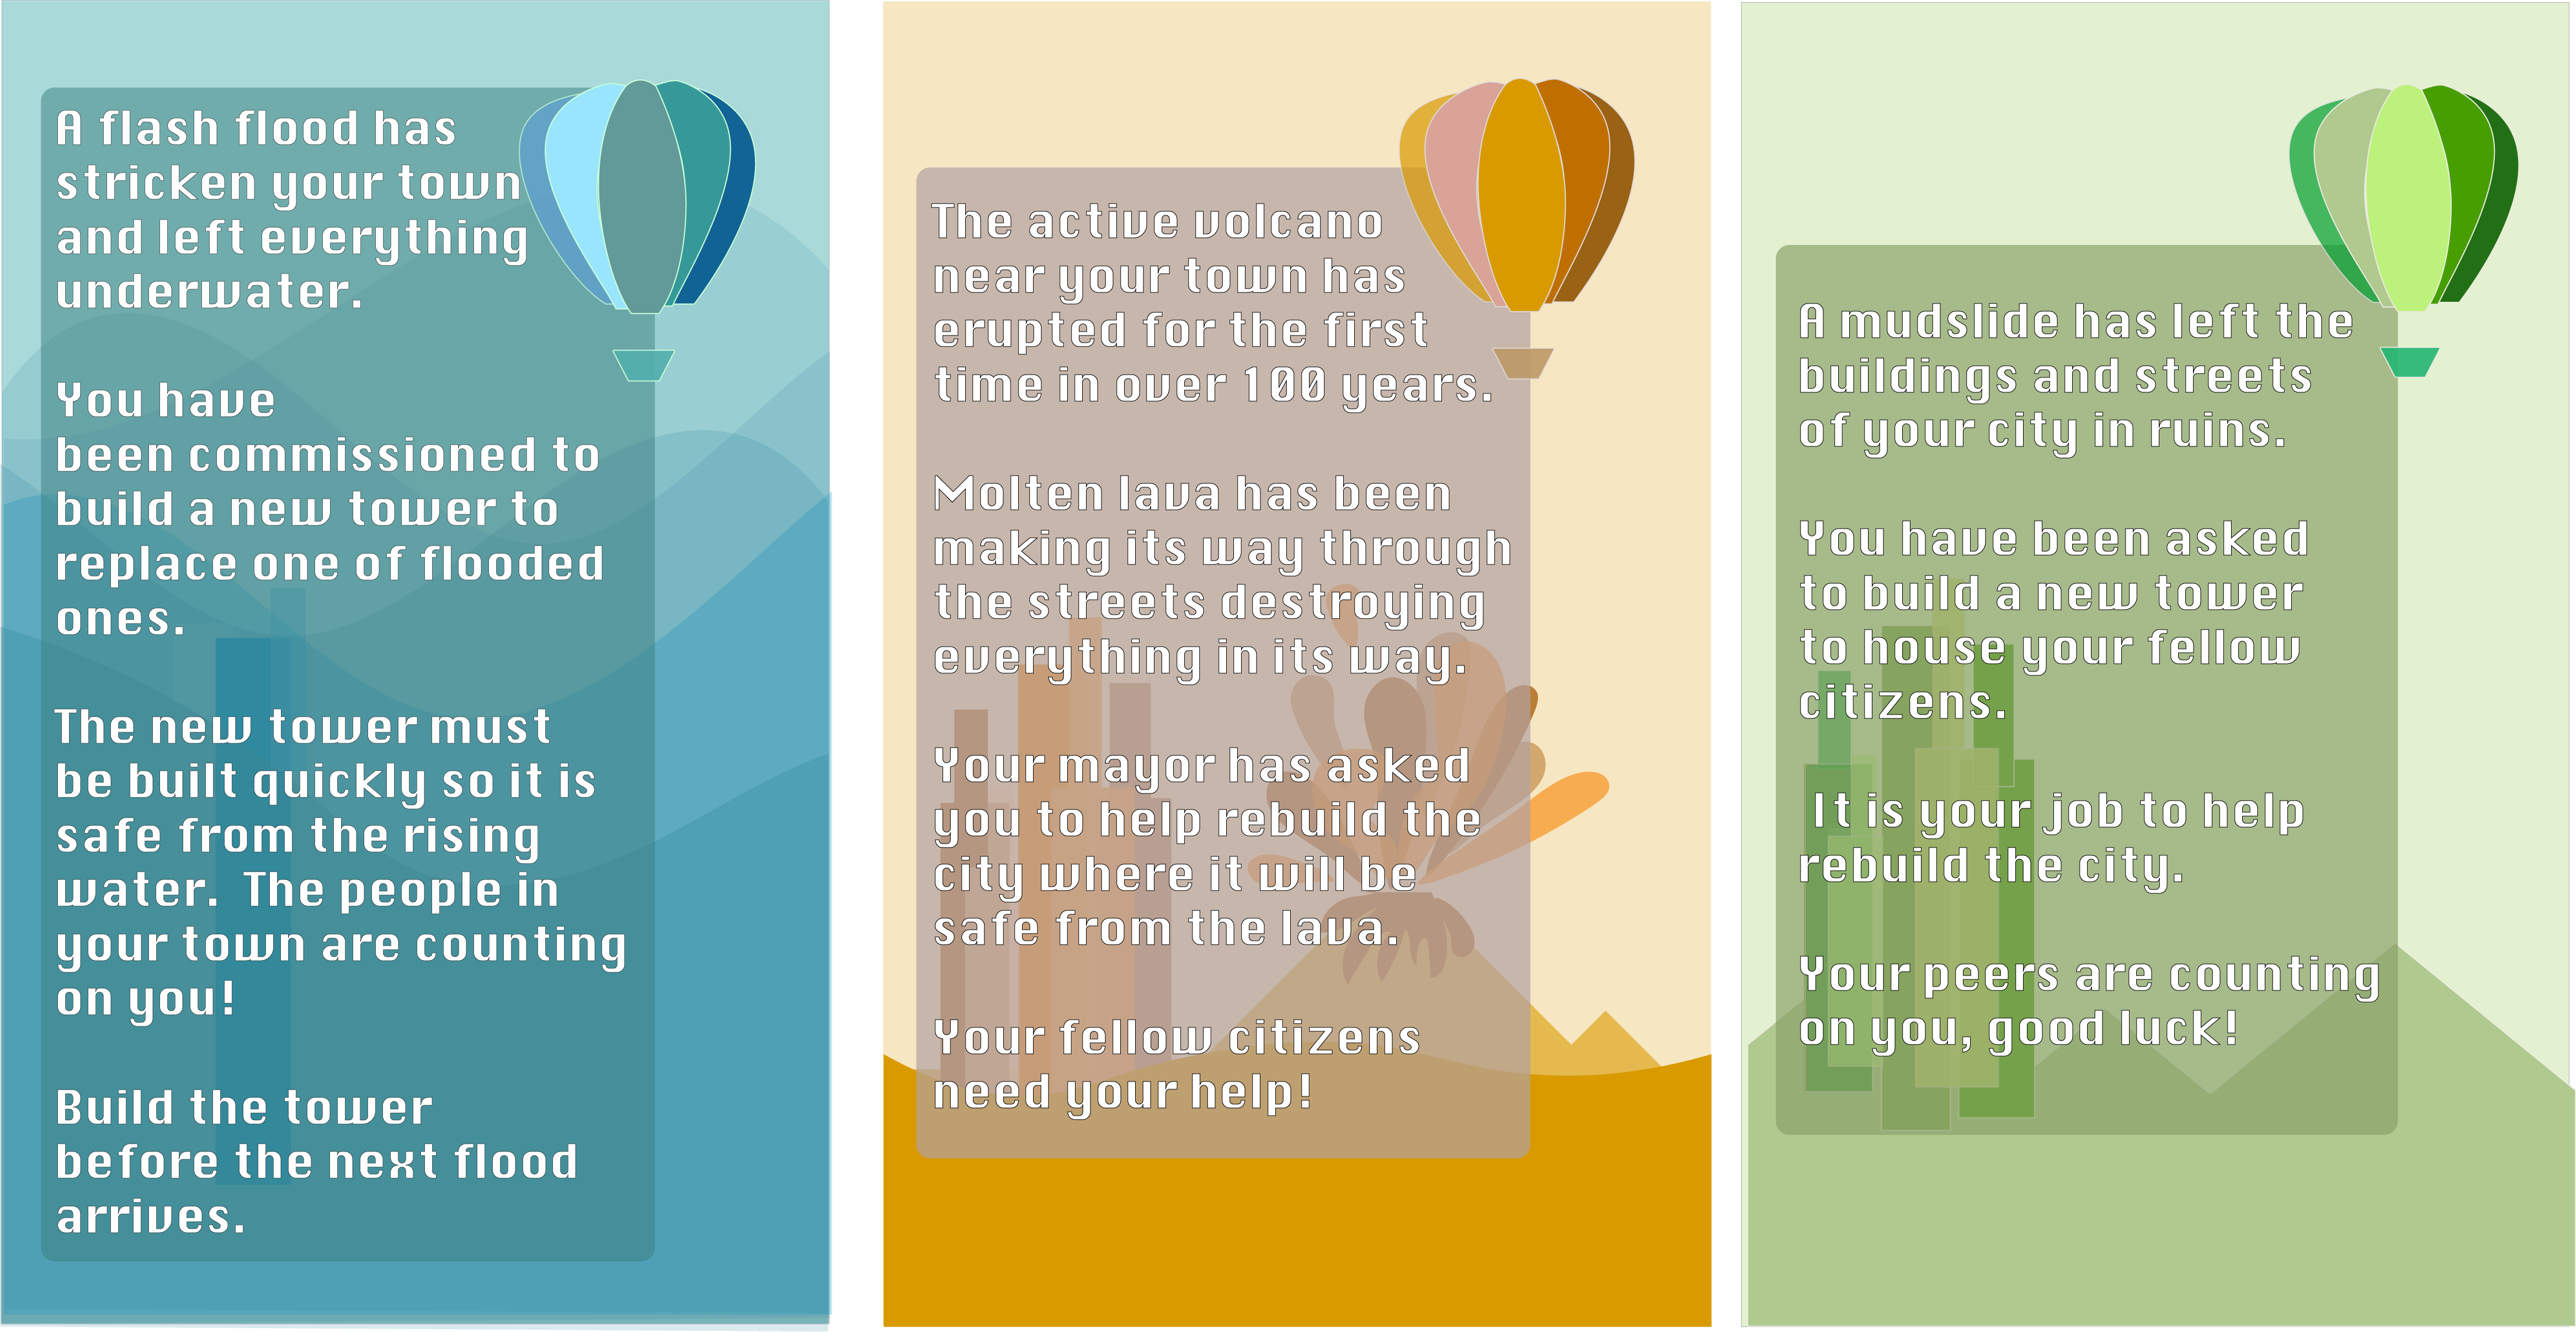 A flash flood has
stricken your town
and left everything
underwater.
You have
been commissioned to
build a new tower to
replace one of flooded
ones.
The new tower must
be built quickly so it is
safe from the rising
water.  The people in
your town are counting
on you!
Build the tower
before the next flood
arrives.
The active volcano
near your town has
erupted for the first
time in over 100 years.
Molten lava has been
making its way through
the streets destroying
everything in its way.
Your mayor has asked
you to help rebuild the
city where it will be
safe from the lava.
Your fellow citizens
need your help!
A mudslide has left the
buildings and streets
of your city in ruins.
You have been asked
to build a new tower
to house your fellow
citizens.
It is your job to help
rebuild the city.
Your peers are counting
on you, good luck!